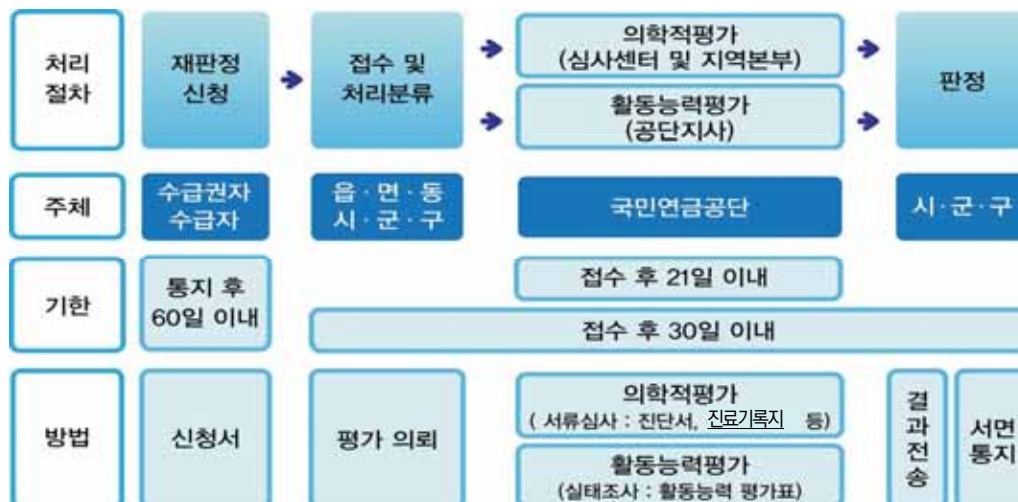 처리
절차
재판정
신청
접수 및
처리분류
의학적평가
(심사센터 및 지역본부)
활동능력평가
(공단지사)
판정
주체
수급권자
수급자
읍·면·동
시·군·구
국민연금공단
시·군·구
기한
통지 후
60일 이내
접수 후 21일 이내
접수 후 30일 이내
방법
신청서
평가 의뢰
의학적평가
( 서류심사 : 진단서, 진료기록지 등)
활동능력평가
(실태조사 : 활동능력 평가표)
결
과
전
송
서면
통지